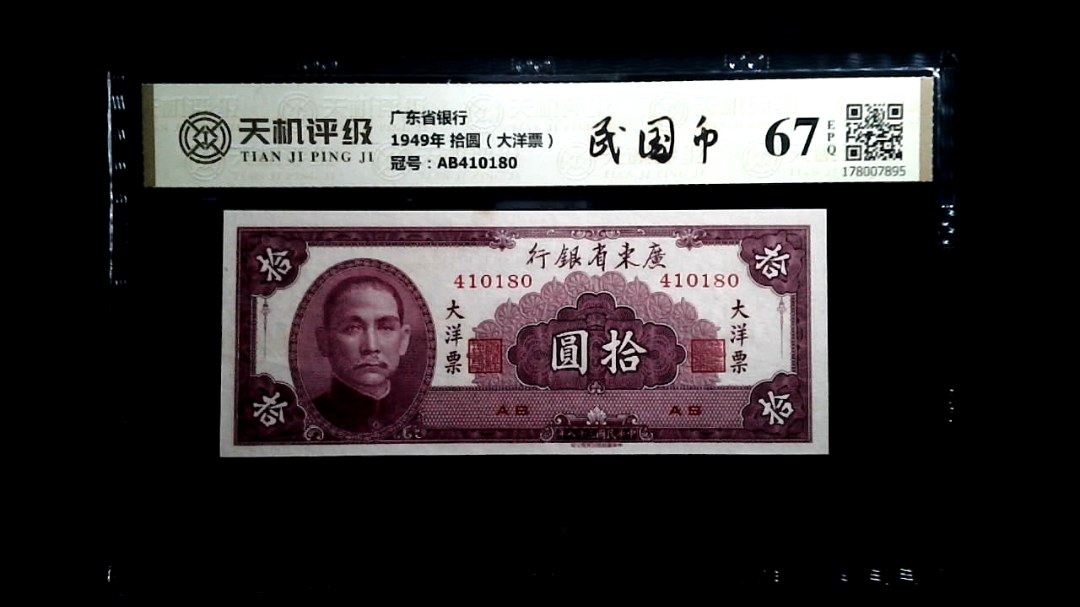 天机评级
TIAN JI PING JI
广东省银行
1949年 拾圆（大洋票）
冠号：AB410180
民国币
67
EPQ
178007895
行銀省東廣
410180 410180
拾
拾
大洋票
大洋票
圓拾
AB
拾
拾